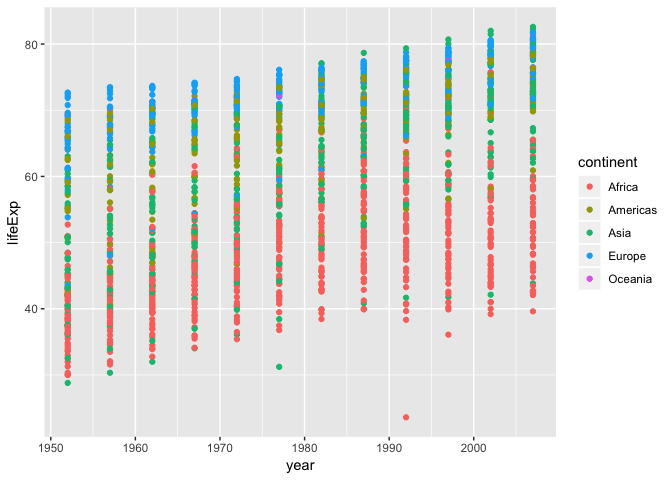 80
60
40
lifeExp
1950
1960
1970
1980
1990
2000
year
continent
Africa
Americas
Asia
Europe
Oceania